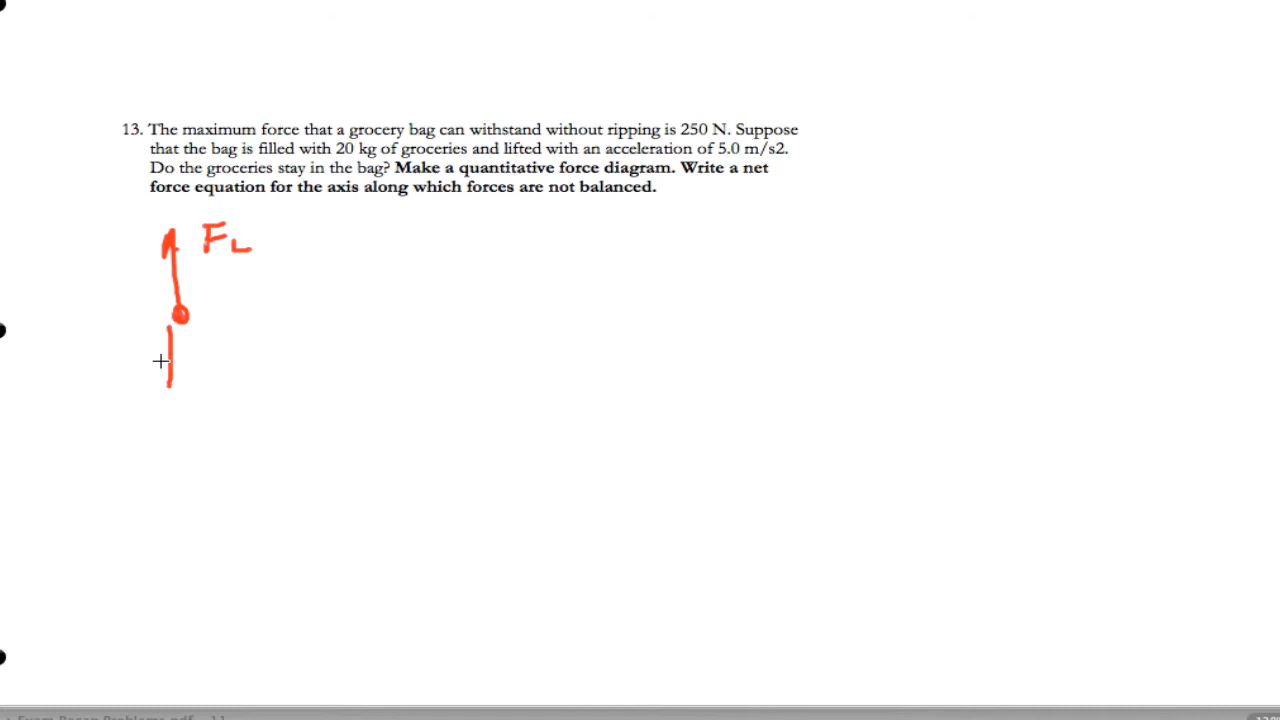 13. The maximum force that a grocery bag can withstand without ripping is 250 N. Suppose
that the bag is filled with 20 kg of groceries and lifted with an acceleration of 5.0 m/s2.
Do the groceries stay in the bag? Make a quantitative force diagram. Write a net
force equation for the axis along which forces are not balanced.
FL